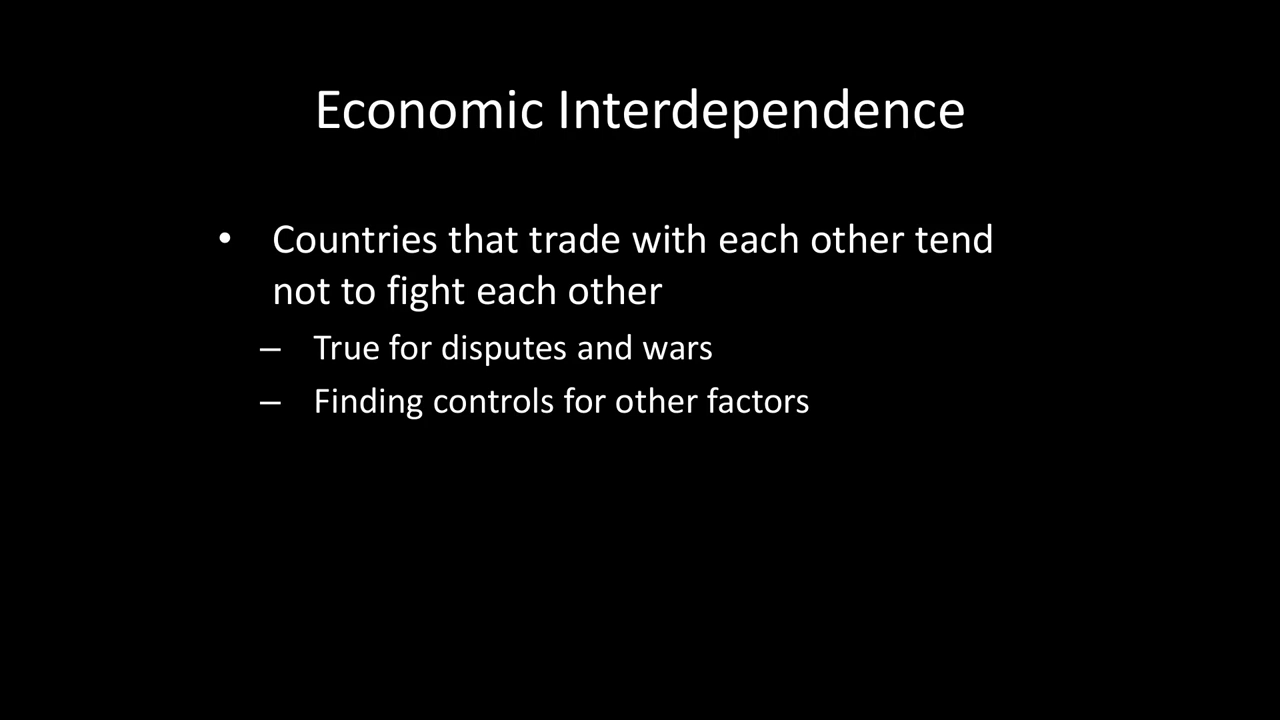 Economic Interdependence
• Countries that trade with each other tend
not to fight each other
– True for disputes and wars
– Finding controls for other factors